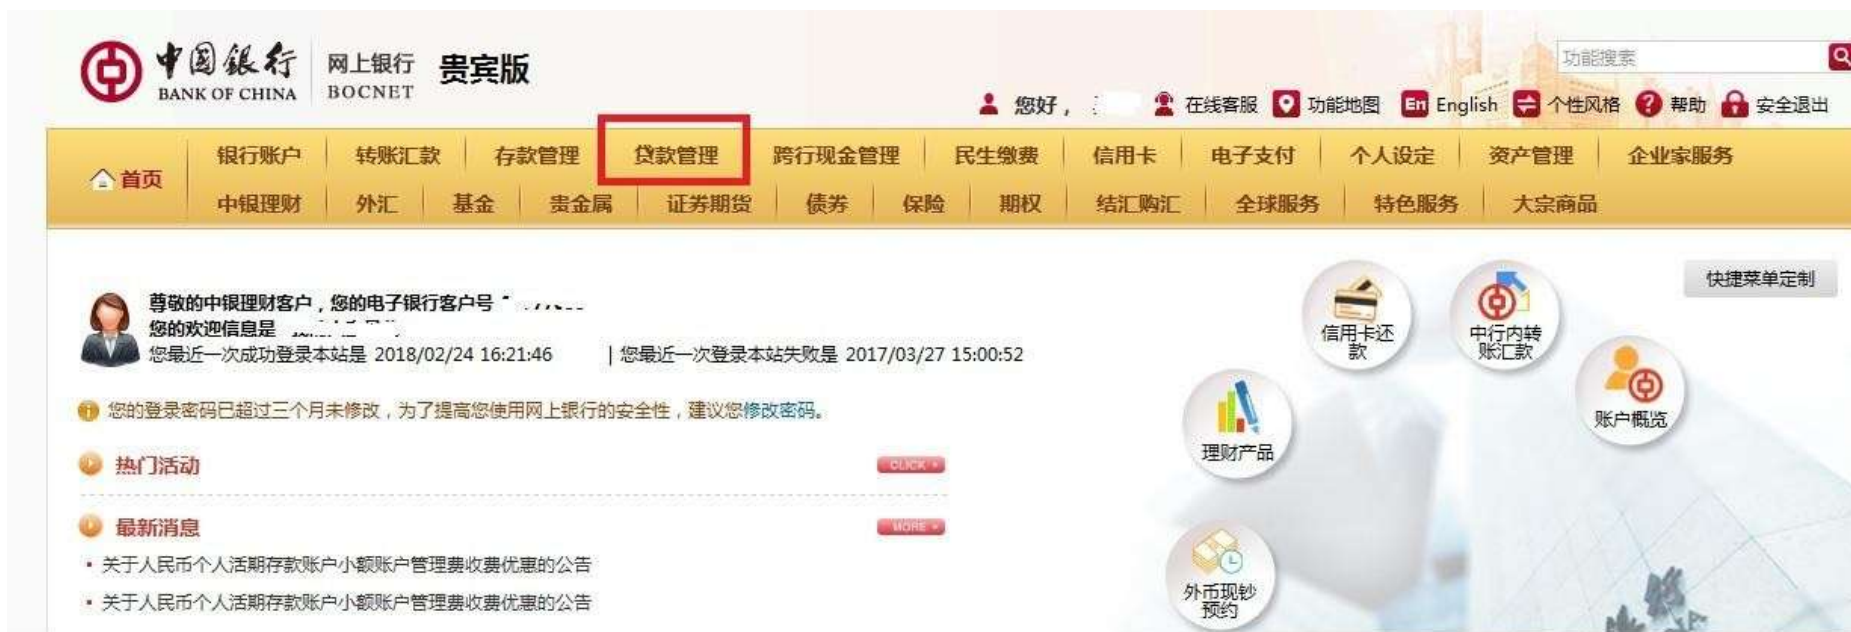 中国銀行 网上银行 贵宾版
BANK OF CHINA BOCNET
功能搜索
您好， 在线客服 功能地图 En English 个性风格 帮助 安全退出
首页
银行账户 转账汇款 存款管理 贷款管理 跨行现金管理 民生缴费 信用卡 电子支付 个人设定 资产管理 企业家服务
中银理财 外汇 基金 贵金属 证券期货 债券 保险 期权 结汇购汇 全球服务 特色服务 大宗商品
快捷菜单定制
尊敬的中银理财客户，您的电子银行客户号
您的欢迎信息是
您最近一次成功登录本站是 2018/02/24 16:21:46 | 您最近一次登录本站失败是 2017/03/27 15:00:52
您的登录密码已超过三个月未修改，为了提高您使用网上银行的安全性，建议您修改密码。
热门活动 CLICK
最新消息 MORE
关于人民币个人活期存款账户小额账户管理费收费优惠的公告
关于人民币个人活期存款账户小额账户管理费收费优惠的公告
信用卡还
款
中行内转
账汇款
账户概览
理财产品
外币现钞
预约